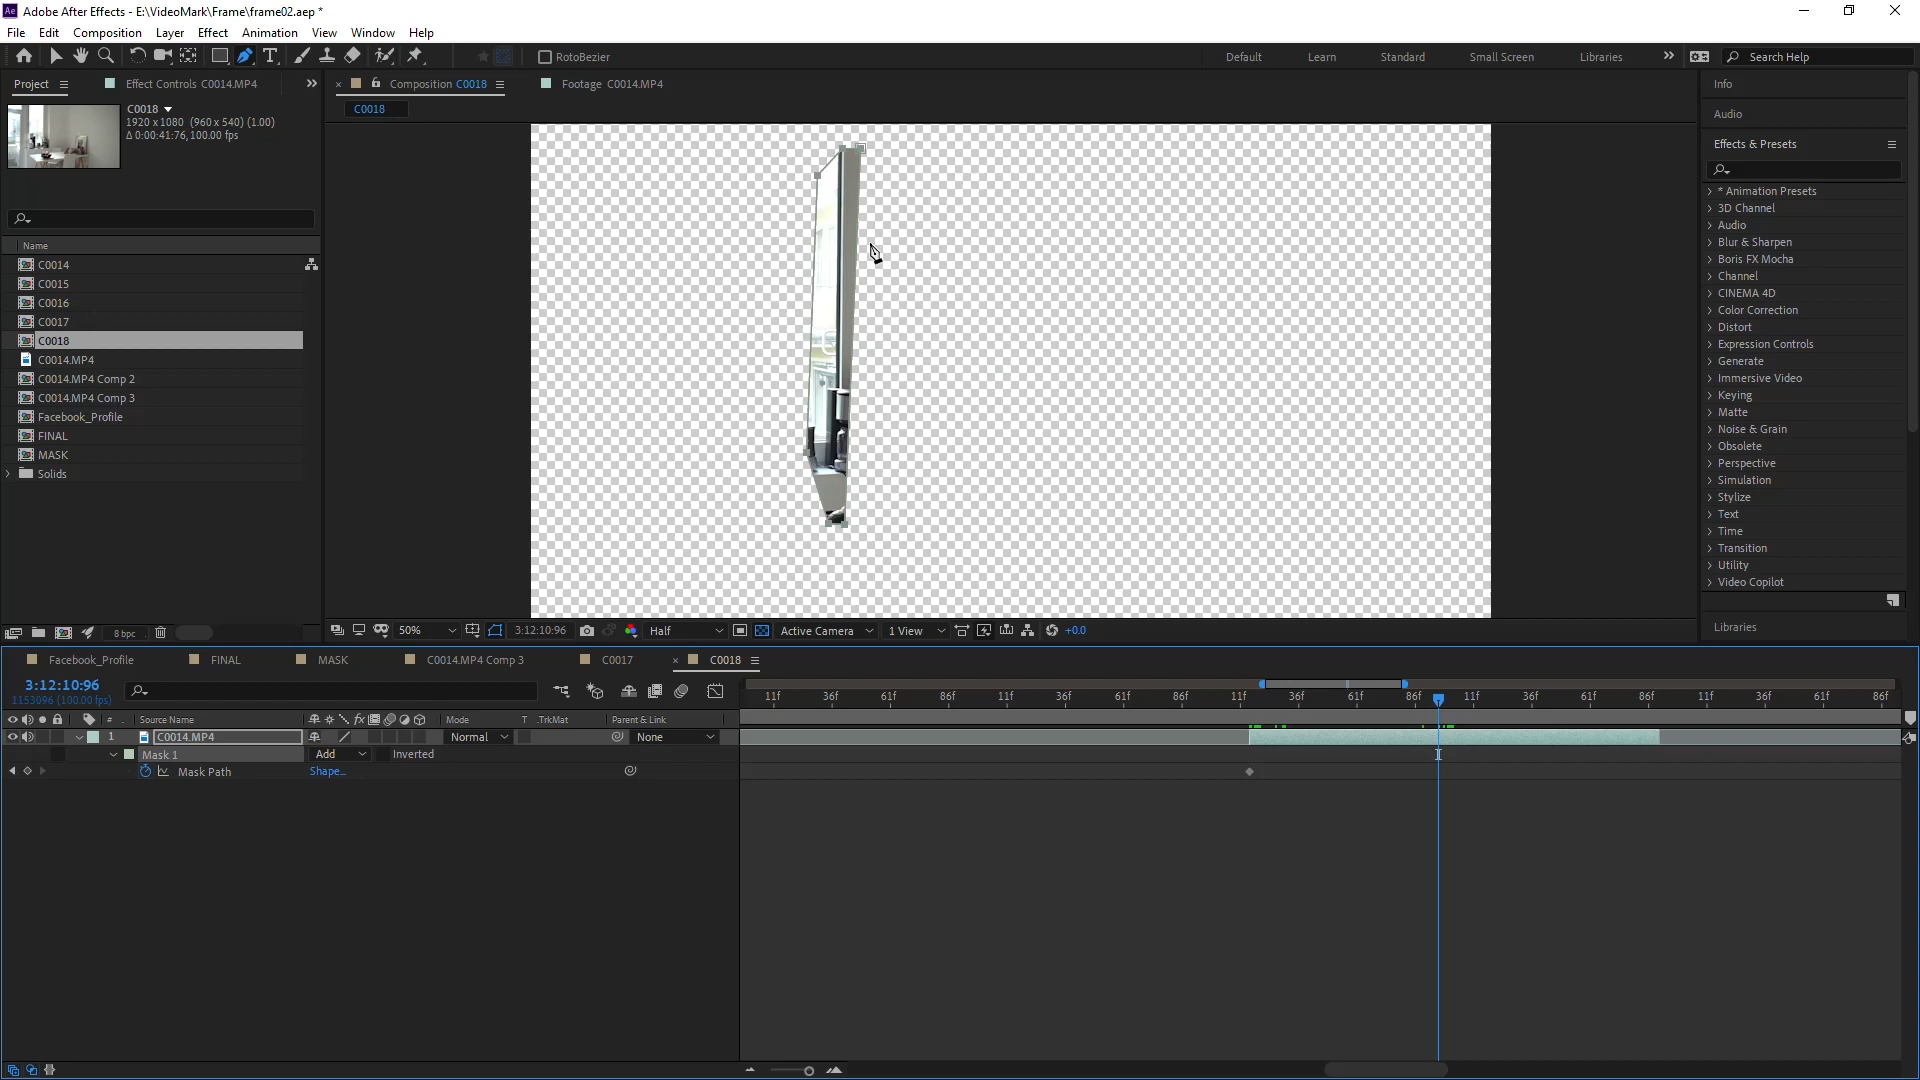 Ae Adobe After Effects - E:\VideoMark\Frame\frame02.aep *
File Edit Composition Layer Effect Animation View Window Help
RotoBezier Default Learn Standard Small Screen Libraries Search Help
Project Effect Controls C0014.MP4 Composition C0018 Footage C0014.MP4 Info
C0018
1920 x 1080 (960 x 540) (1.00)
Δ 0:00:41:76, 100.00 fps
C0018
Audio
Effects & Presets
Name
C0014
C0015
C0016
C0017
C0018
C0014.MP4
C0014.MP4 Comp 2
C0014.MP4 Comp 3
Facebook_Profile
FINAL
MASK
Solids
* Animation Presets
3D Channel
Audio
Blur & Sharpen
Boris FX Mocha
Channel
CINEMA 4D
Color Correction
Distort
Expression Controls
Generate
Immersive Video
Keying
Matte
Noise & Grain
Obsolete
Perspective
Simulation
Stylize
Text
Time
Transition
Utility
Video Copilot
Libraries
8 bpc
50% 3:12:10:96 Half Active Camera 1 View +0.0
Facebook_Profile FINAL MASK C0014.MP4 Comp 3 C0017 C0018
3:12:10:96
1153096 (100.00 fps)
11f 36f 61f 86f 11f 36f 61f 86f 11f 36f 61f 86f 11f 36f 61f 86f 11f 36f 61f 86f
# Source Name fx Mode T .TrkMat Parent & Link
1 C0014.MP4 Normal None
Mask 1 Add Inverted
Mask Path Shape...